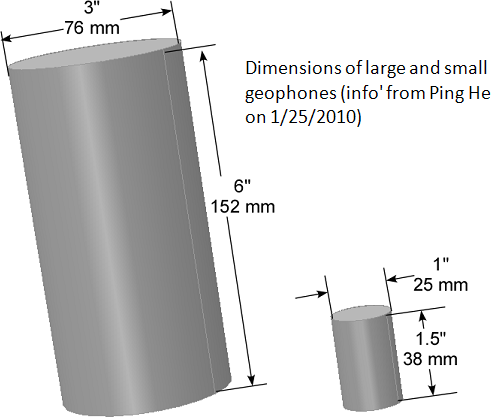 3"
76 mm
Dimensions of large and small
geophones (info' from Ping He
on 1/25/2010)
6"
152 mm
1"
25 mm
1.5"
38 mm